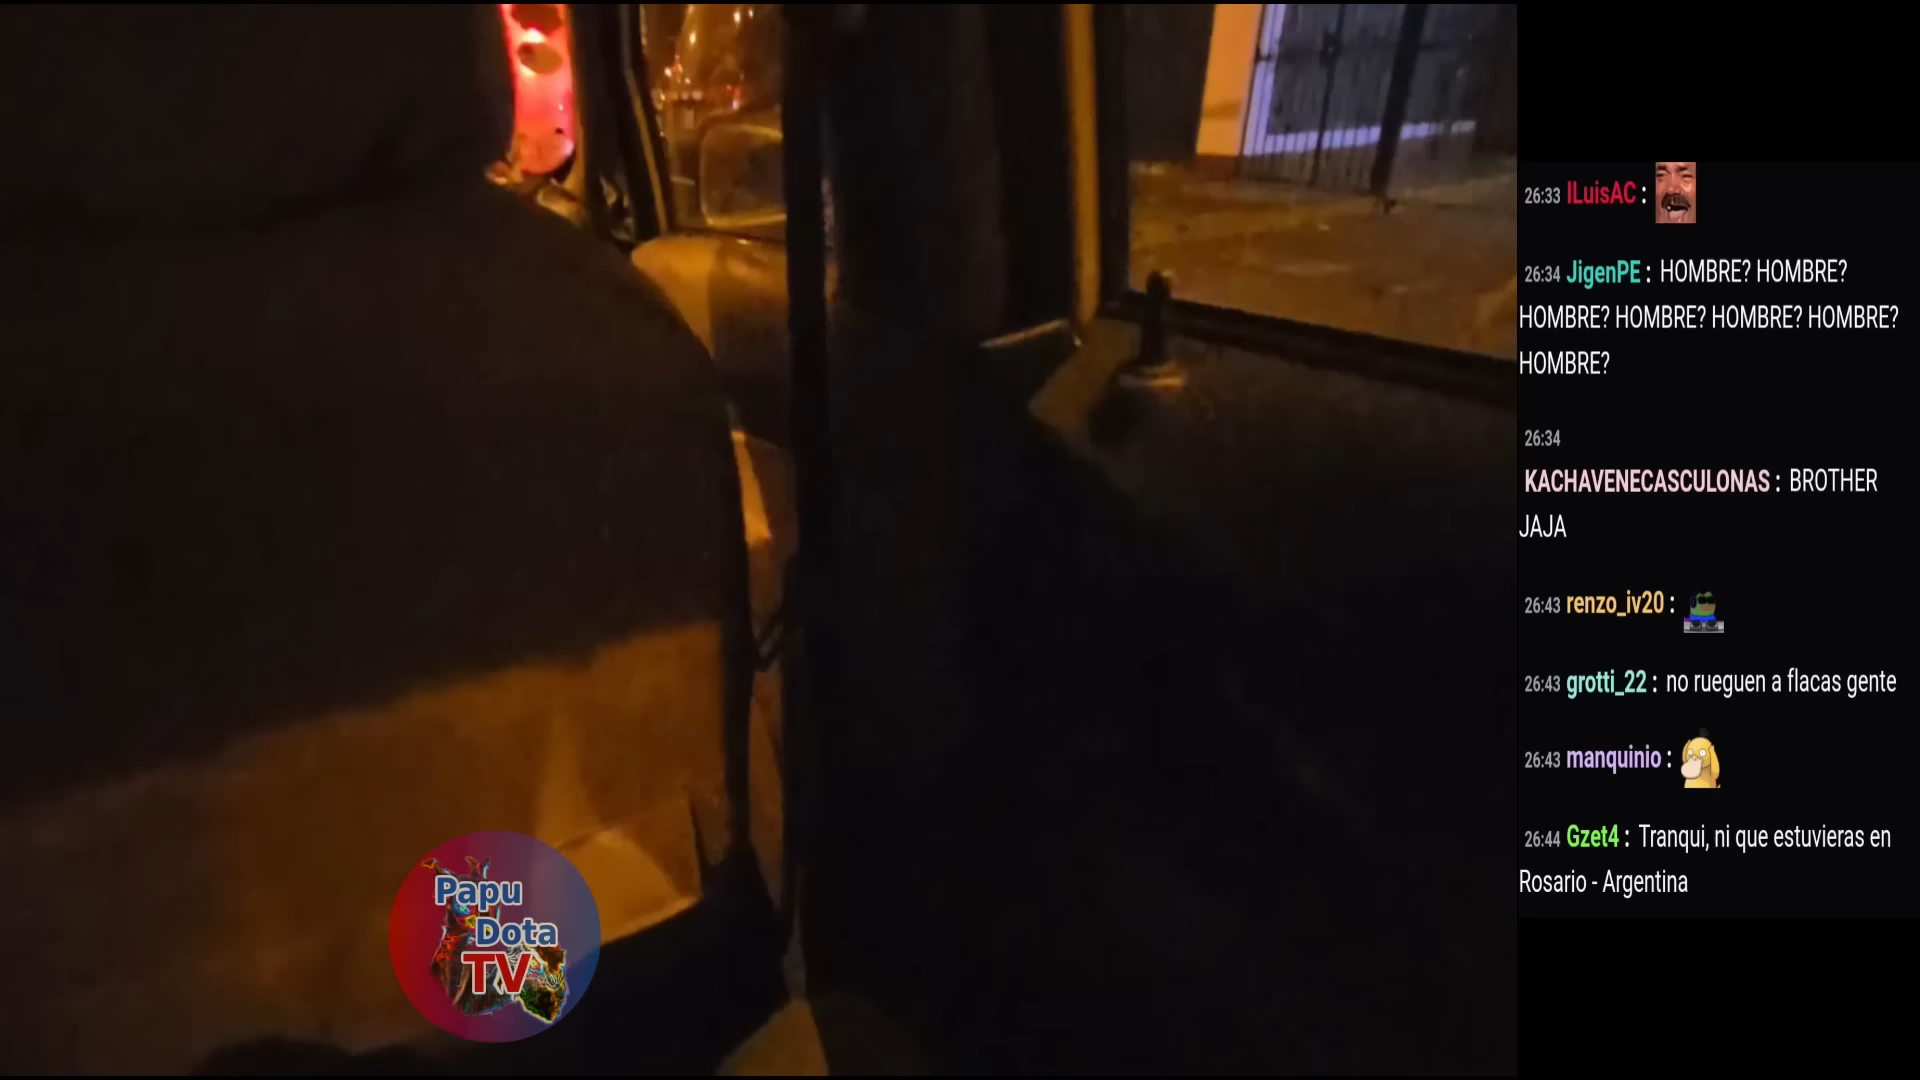 26:33 ILuisAC :
26:34 JigenPE : HOMBRE? HOMBRE?
HOMBRE? HOMBRE? HOMBRE? HOMBRE?
HOMBRE?
26:34
KACHAVENECASCULONAS : BROTHER
JAJA
26:43 renzo_iv20 :
26:43 grotti_22 : no rueguen a flacas gente
26:43 manquinio :
26:44 Gzet4 : Tranqui, ni que estuvieras en
Rosario - Argentina
Papu
Dota
TV